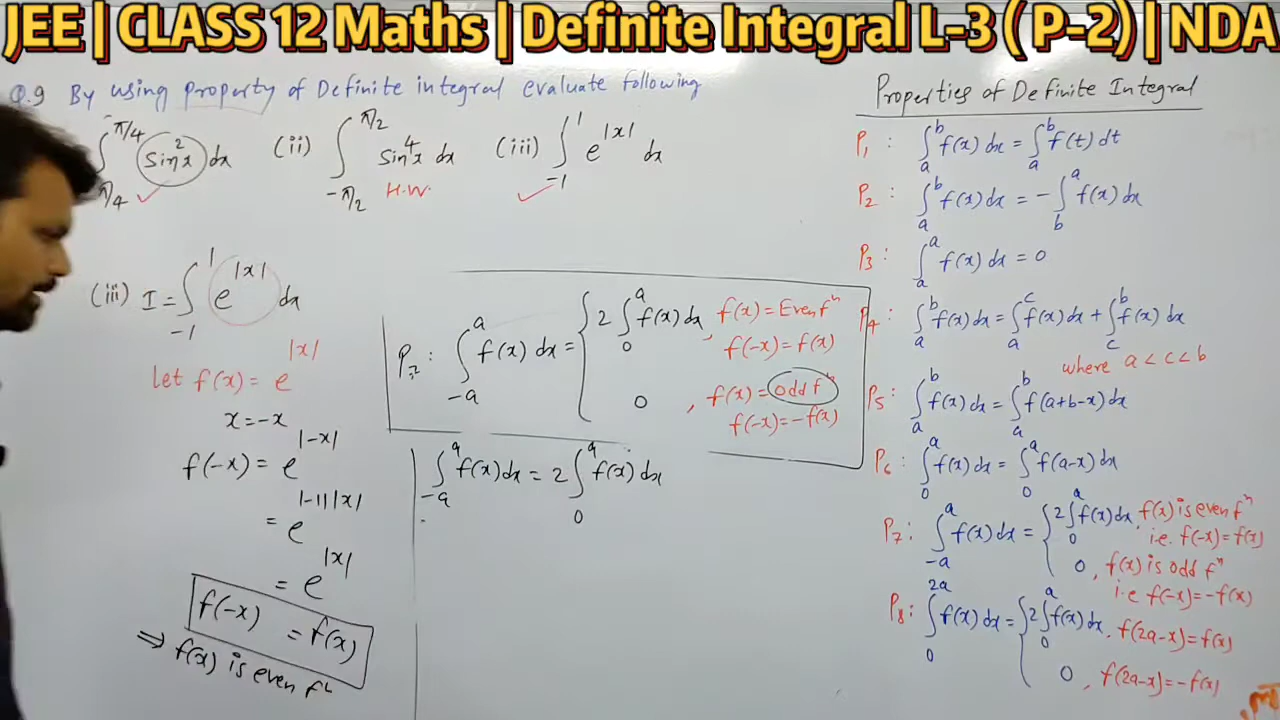 JEE | CLASS 12 Maths | Definite Integral L-3 ( P-2) | NDA
Q.9 By using property of Definite integral evaluate following
∫_{π/4}^{π/4} sin²x dx (ii) ∫_{-π/2}^{π/2} sin⁴x dx (iii) ∫_{-1}^{1} e^{|x|} dx
H.W.
(iii) I = ∫_{-1}^{1} e^{|x|} dx
let f(x) = e^{|x|}
x = -x
f(-x) = e^{|-x|}
= e^{|-1||x|}
= e^{|x|}
f(-x) = f(x)
⇒ f(x) is even fⁿ
P₇: ∫_{-a}^{a} f(x) dx = { 2∫_{0}^{a} f(x) dx, f(x) = Even fⁿ
f(-x) = f(x)
0, f(x) = odd fⁿ
f(-x) = -f(x)
∫_{-a}^{a} f(x) dx = 2∫_{0}^{a} f(x) dx
Properties of Definite Integral
P₁: ∫_{a}^{b} f(x) dx = ∫_{a}^{b} f(t) dt
P₂: ∫_{a}^{b} f(x) dx = -∫_{b}^{a} f(x) dx
P₃: ∫_{a}^{a} f(x) dx = 0
P₄: ∫_{a}^{b} f(x) dx = ∫_{a}^{c} f(x) dx + ∫_{c}^{b} f(x) dx
where a < c < b
P₅: ∫_{a}^{b} f(x) dx = ∫_{a}^{b} f(a+b-x) dx
P₆: ∫_{0}^{a} f(x) dx = ∫_{0}^{a} f(a-x) dx
P₇: ∫_{-a}^{a} f(x) dx = { 2∫_{0}^{a} f(x) dx, f(x) is even fⁿ
i.e. f(-x) = f(x)
0, f(x) is odd fⁿ
i.e f(-x) = -f(x)
P₈: ∫_{0}^{2a} f(x) dx = { 2∫_{0}^{a} f(x) dx, f(2a-x) = f(x)
0, f(2a-x) = -f(x)